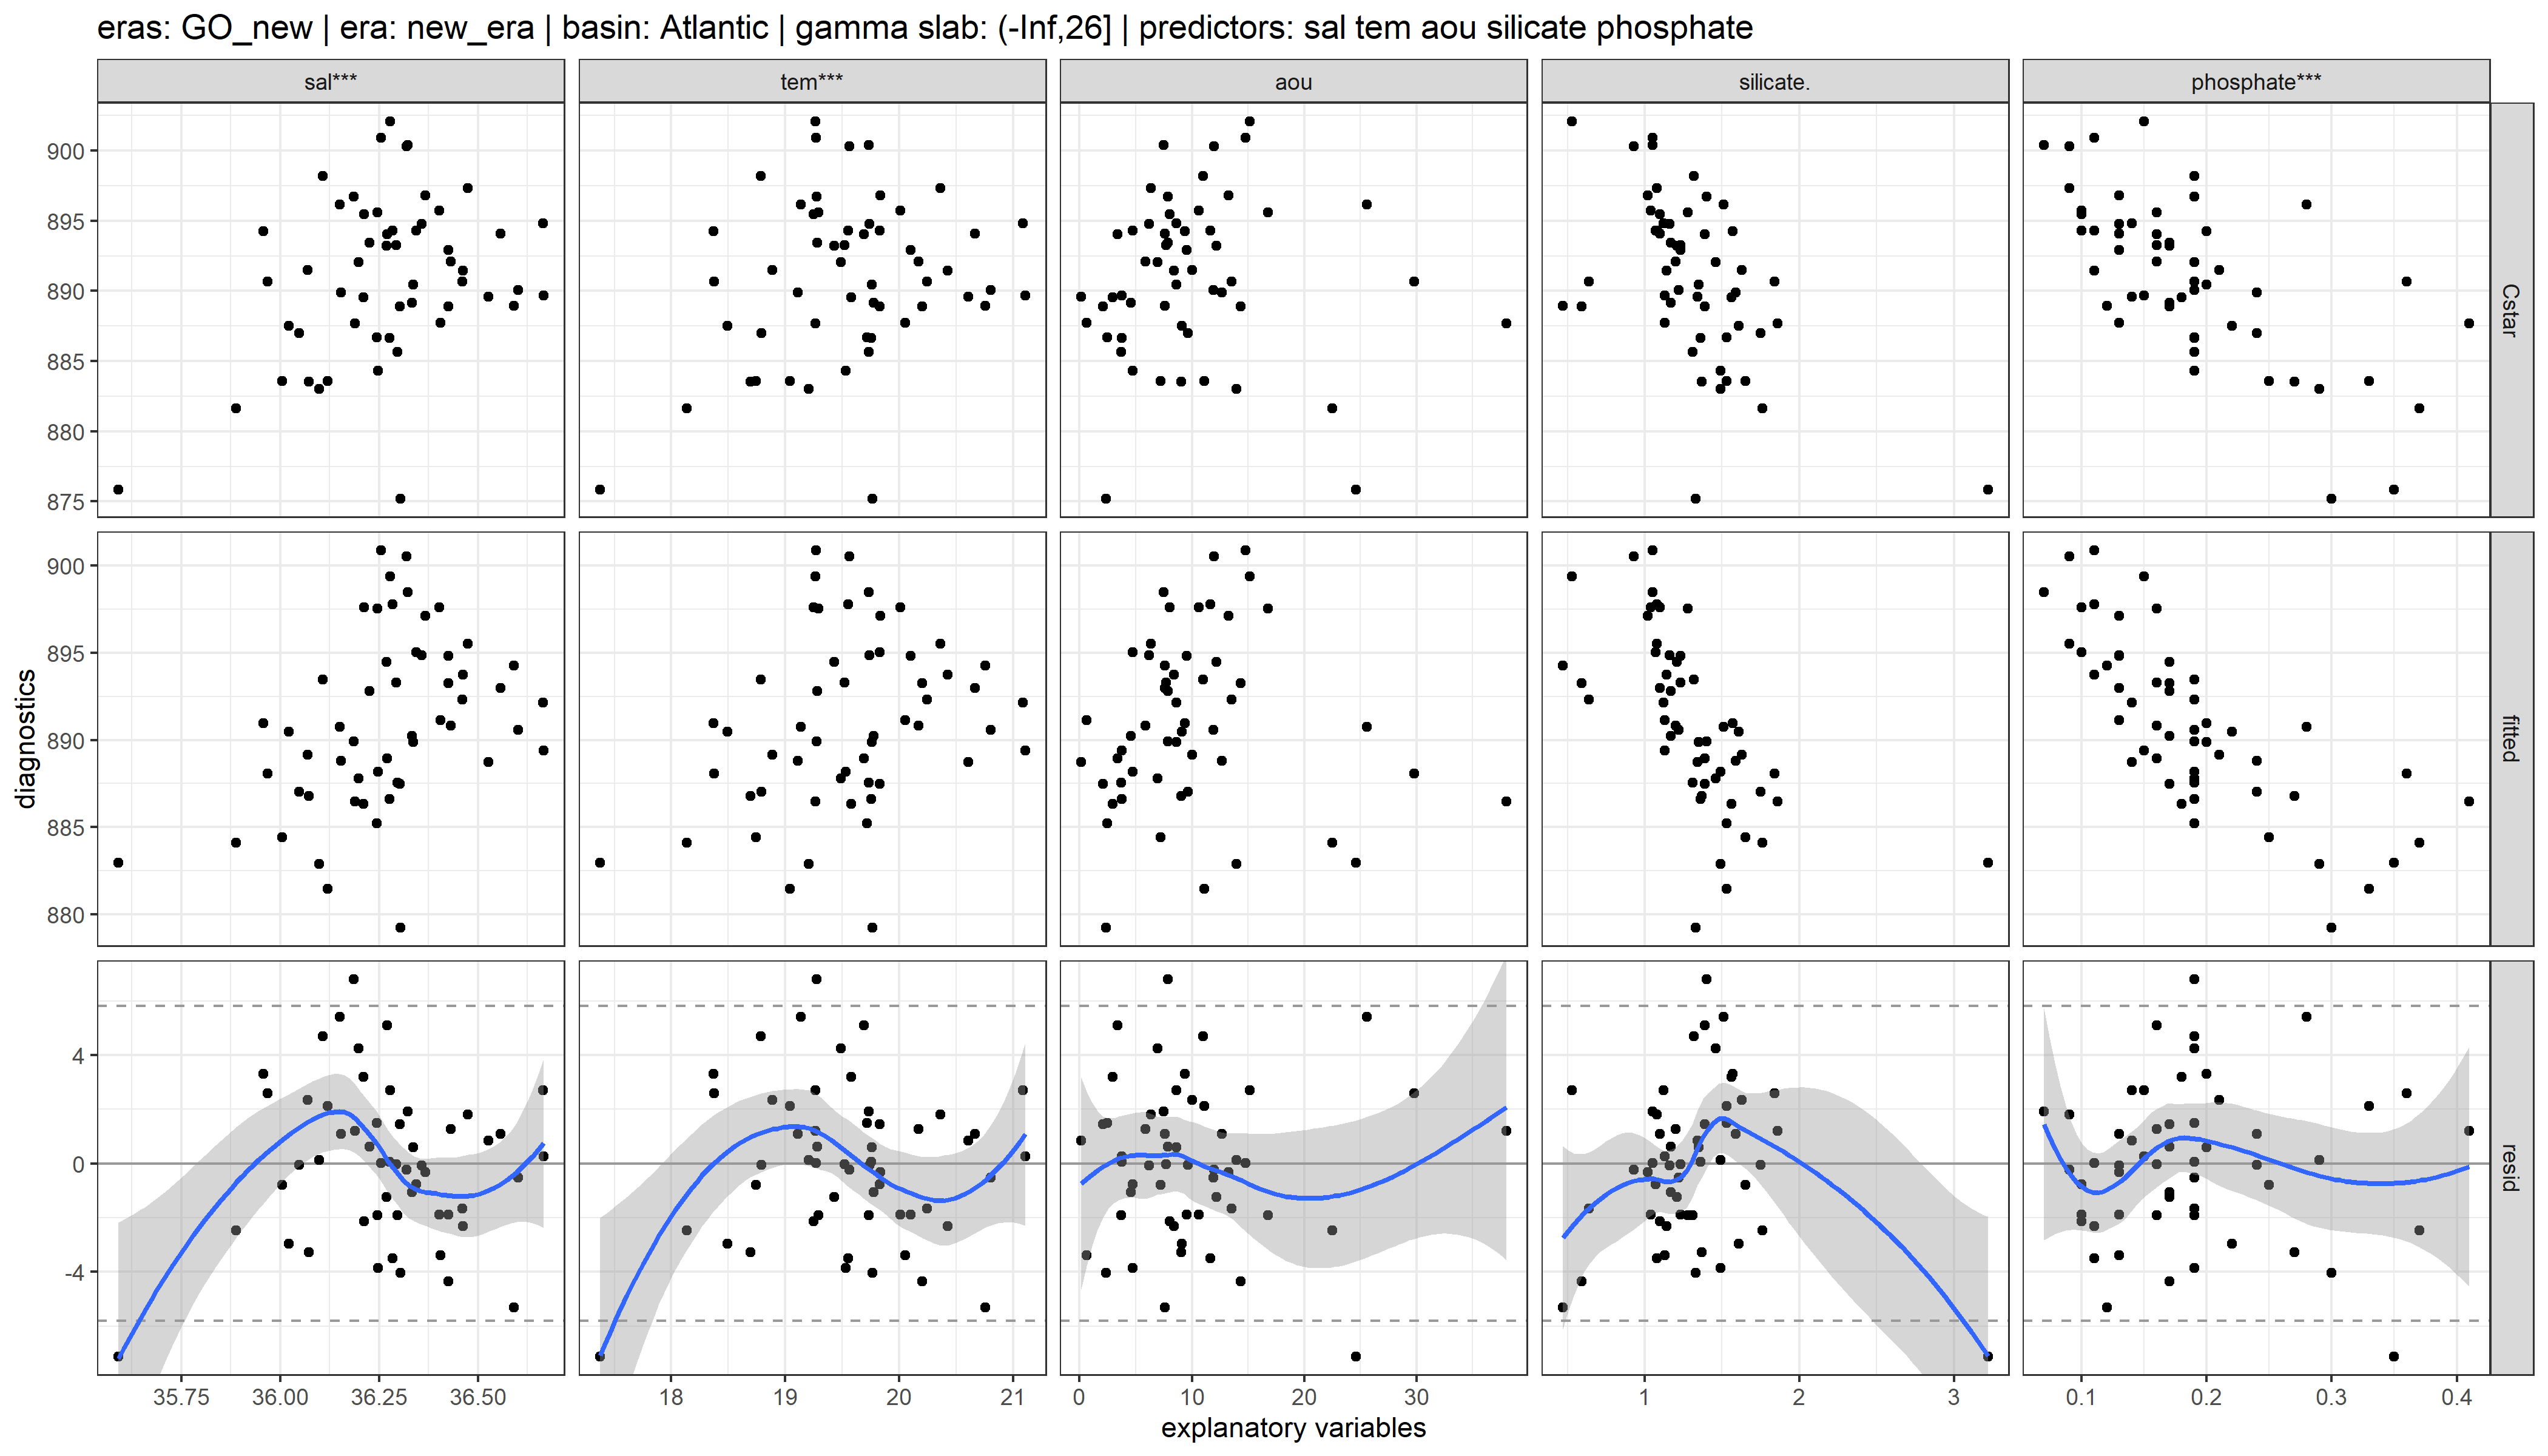 eras: GO_new | era: new_era | basin: Atlantic | gamma slab: (-Inf,26] | predictors: sal tem aou silicate phosphate
sal*** tem*** aou silicate. phosphate***
900
895
890
885
880
875
Cstar
900
895
890
885
880
fitted
diagnostics
4
0
-4
resid
35.75 36.00 36.25 36.50 18 19 20 21 0 10 20 30 1 2 3 0.1 0.2 0.3 0.4
explanatory variables